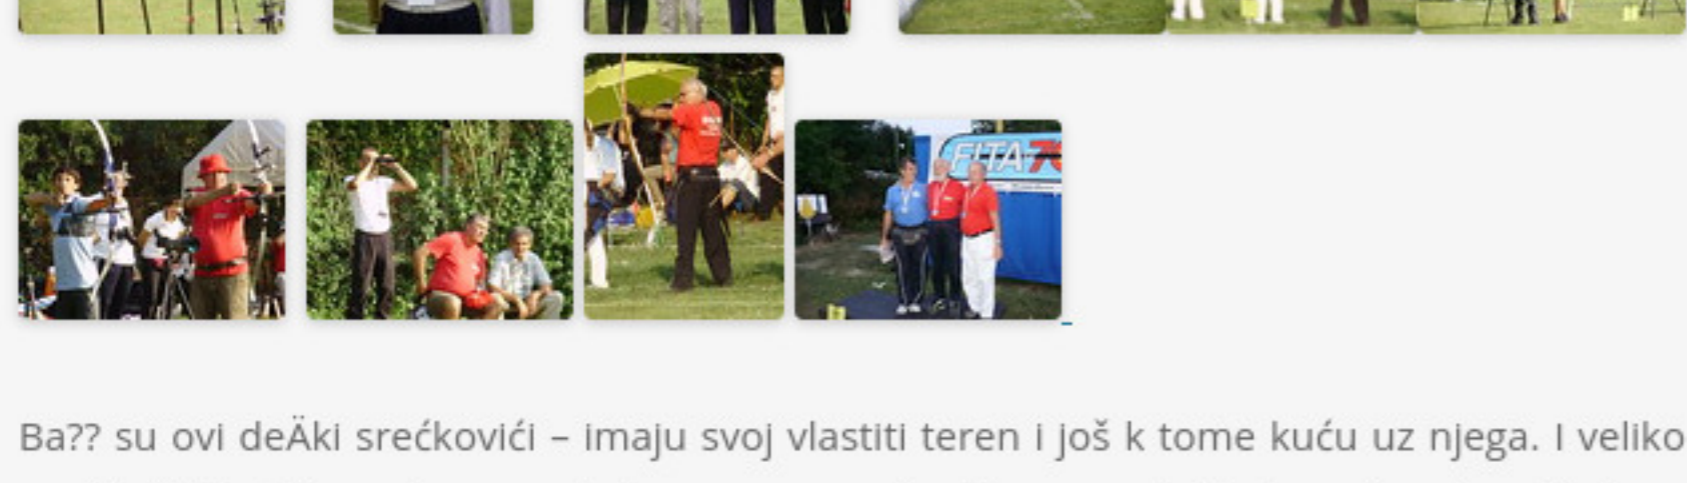 FITA
Ba?? su ovi deÄki srećkovići – imaju svoj vlastiti teren i još k tome kuću uz njega. I veliko